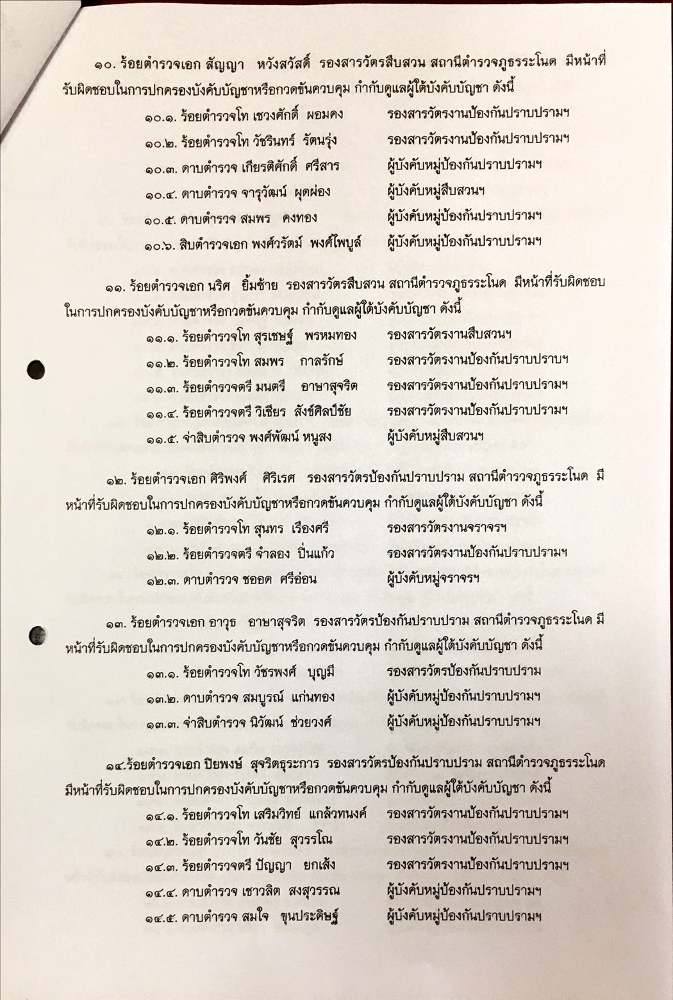 ๑๐. ร้อยตำรวจเอก สัญญา หวังสวัสดิ์ รองสารวัตรสืบสวน สถานีตำรวจภูธรระโนด มีหน้าที่
รับผิดชอบในการปกครองบังคับบัญชาหรือกวดขันควบคุม กำกับดูแลผู้ใต้บังคับบัญชา ดังนี้
๑๐.๑. ร้อยตำรวจโท เชวงศักดิ์ ผอมคง รองสารวัตรงานป้องกันปราบปรามฯ
๑๐.๒. ร้อยตำรวจโท วัชรินทร์ รัตนรุ่ง รองสารวัตรงานป้องกันปราบปรามฯ
๑๐.๓. ดาบตำรวจ เกียรติศักดิ์ ศรีสาร ผู้บังคับหมู่ป้องกันปราบปรามฯ
๑๐.๔. ดาบตำรวจ จารุวัฒน์ ผุดผ่อง ผู้บังคับหมู่สืบสวนฯ
๑๐.๕. ดาบตำรวจ สมพร คงทอง ผู้บังคับหมู่ป้องกันปราบปรามฯ
๑๐.๖. สิบตำรวจเอก พงศ์วรัตม์ พงศ์ไพบูล์ ผู้บังคับหมู่ป้องกันปราบปรามฯ
๑๑. ร้อยตำรวจเอก นริศ ยิ้มซ้าย รองสารวัตรสืบสวน สถานีตำรวจภูธรระโนด มีหน้าที่รับผิดชอบ
ในการปกครองบังคับบัญชาหรือกวดขันควบคุม กำกับดูแลผู้ใต้บังคับบัญชา ดังนี้
๑๑.๑. ร้อยตำรวจโท สุรเชษฐ์ พรหมทอง รองสารวัตรงานสืบสวนฯ
๑๑.๒. ร้อยตำรวจโท สมพร กาลรักษ์ รองสารวัตรงานป้องกันปราบปราบฯ
๑๑.๓. ร้อยตำรวจตรี มนตรี อาษาสุจริต รองสารวัตรงานป้องกันปราบปรามฯ
๑๑.๔. ร้อยตำรวจตรี วิเชียร สังข์ศิลป์ชัย รองสารวัตรงานป้องกันปราบปรามฯ
๑๑.๕. จ่าสิบตำรวจ พงศ์พัฒน์ หนูสง ผู้บังคับหมู่สืบสวนฯ
๑๒. ร้อยตำรวจเอก ศิริพงศ์ ศิริเรศ รองสารวัตรป้องกันปราบปราม สถานีตำรวจภูธรระโนด มี
หน้าที่รับผิดชอบในการปกครองบังคับบัญชาหรือกวดขันควบคุม กำกับดูแลผู้ใต้บังคับบัญชา ดังนี้
๑๒.๑. ร้อยตำรวจโท สุนทร เรืองศรี รองสารวัตรงานจราจรฯ
๑๒.๒. ร้อยตำรวจตรี จำลอง ปิ่นแก้ว รองสารวัตรงานป้องกันปราบปรามฯ
๑๒.๓. ดาบตำรวจ ชออด ศรีอ่อน ผู้บังคับหมู่จราจรฯ
๑๓. ร้อยตำรวจเอก อาวุธ อาษาสุจริต รองสารวัตรป้องกันปราบปราม สถานีตำรวจภูธรระโนด มี
หน้าที่รับผิดชอบในการปกครองบังคับบัญชาหรือกวดขันควบคุม กำกับดูแลผู้ใต้บังคับบัญชา ดังนี้
๑๓.๑. ร้อยตำรวจโท วัชรพงศ์ บุญมี รองสารวัตรป้องกันปราบปราม
๑๓.๒. ดาบตำรวจ สมบูรณ์ แก่นทอง ผู้บังคับหมู่ป้องกันปราบปรามฯ
๑๓.๓. จ่าสิบตำรวจ นิวัฒน์ ช่วยวงศ์ ผู้บังคับหมู่ป้องกันปราบปรามฯ
๑๔.ร้อยตำรวจเอก ปิยพงษ์ สุจริตธุระการ รองสารวัตรป้องกันปราบปราม สถานีตำรวจภูธรระโนด
มีหน้าที่รับผิดชอบในการปกครองบังคับบัญชาหรือกวดขันควบคุม กำกับดูแลผู้ใต้บังคับบัญชา ดังนี้
๑๔.๑. ร้อยตำรวจโท เสริมวิทย์ แกล้วทนงค์ รองสารวัตรงานป้องกันปราบปรามฯ
๑๔.๒. ร้อยตำรวจโท วันชัย สุวรรโณ รองสารวัตรงานป้องกันปราบปรามฯ
๑๔.๓. ร้อยตำรวจตรี ปัญญา ยกเส้ง รองสารวัตรงานป้องกันปราบปรามฯ
๑๔.๔. ดาบตำรวจ เชาวลิต สงสุวรรณ ผู้บังคับหมู่ป้องกันปราบปรามฯ
๑๔.๕. ดาบตำรวจ สมใจ ขุนประดิษฐ์ ผู้บังคับหมู่ป้องกันปราบปรามฯ